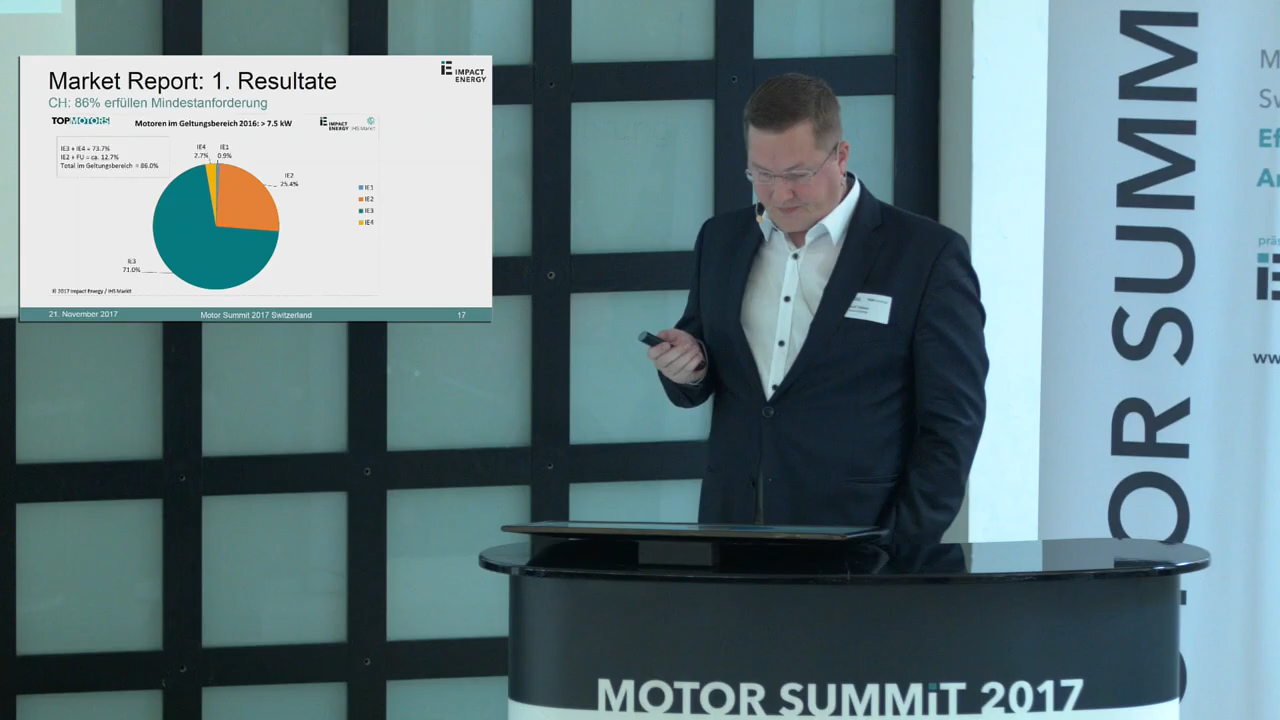 Market Report: 1. Resultate
CH: 86% erfüllen Mindestanforderung
IE IMPACT ENERGY
TOPMOTORS
Motoren im Geltungsbereich 2016: > 7.5 kW
IE IMPACT ENERGY IHS Markit
IE3 + IE4 = 73.7%
IE2 + FU = ca. 12.7%
Total im Geltungsbereich = 86.0%
IE4
2.7%
IE1
0.9%
IE2
25.4%
IE3
71.0%
IE1
IE2
IE3
IE4
© 2017 Impact Energy / IHS Markit
21. November 2017
Motor Summit 2017 Switzerland
17
MOTOR SUMMiT 2017
OR SUMM
Ef
www